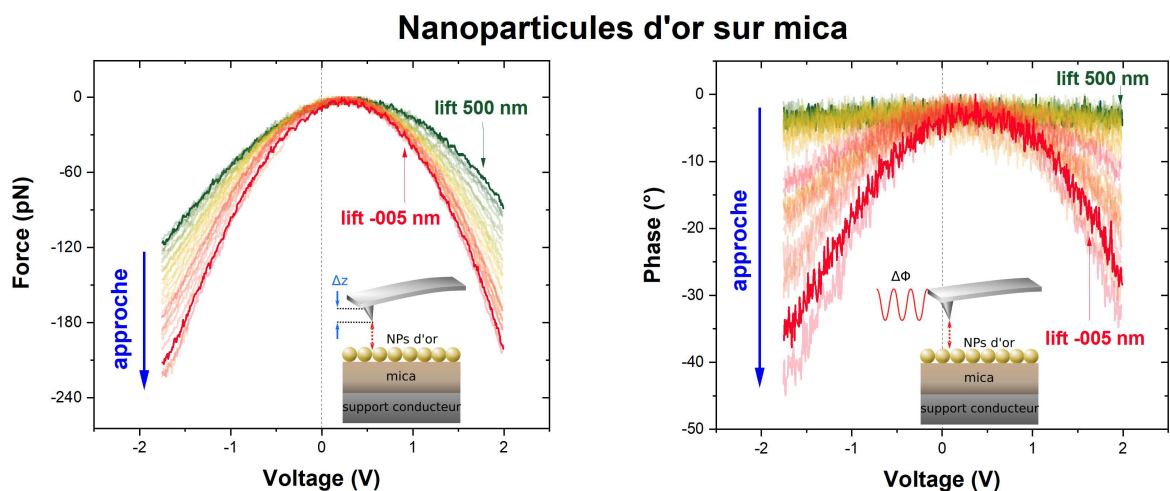 Nanoparticules d'or sur mica
0
-60
-120
-180
-240
-2
-1
0
1
2
Force (pN)
Voltage (V)
approche
lift 500 nm
lift -005 nm
Δz
NPs d'or
mica
support conducteur
0
-10
-20
-30
-40
-50
-2
-1
0
1
2
Phase (°)
Voltage (V)
approche
lift 500 nm
ΔΦ
lift -005 nm
NPs d'or
mica
support conducteur